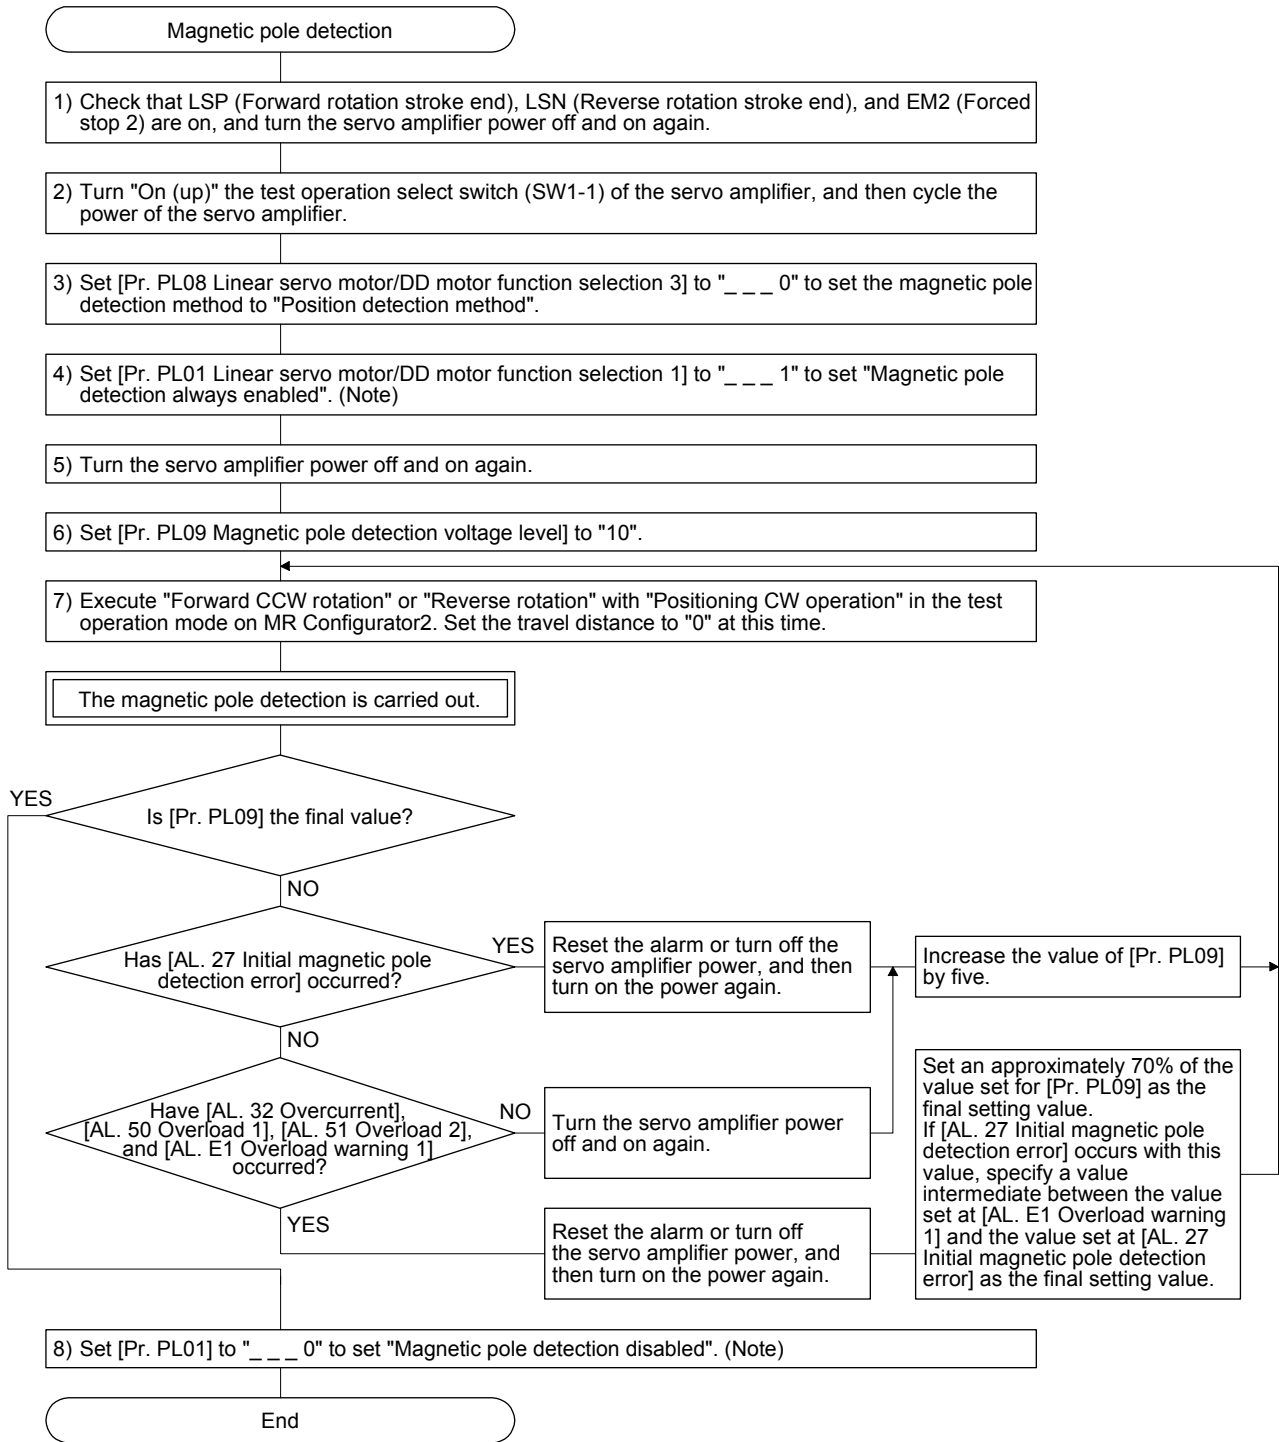 Magnetic pole detection
1) Check that LSP (Forward rotation stroke end), LSN (Reverse rotation stroke end), and EM2 (Forced
stop 2) are on, and turn the servo amplifier power off and on again.
2) Turn "On (up)" the test operation select switch (SW1-1) of the servo amplifier, and then cycle the
power of the servo amplifier.
3) Set [Pr. PL08 Linear servo motor/DD motor function selection 3] to "_ _ _ 0" to set the magnetic pole
detection method to "Position detection method".
4) Set [Pr. PL01 Linear servo motor/DD motor function selection 1] to "_ _ _ 1" to set "Magnetic pole
detection always enabled". (Note)
5) Turn the servo amplifier power off and on again.
6) Set [Pr. PL09 Magnetic pole detection voltage level] to "10".
7) Execute "Forward CCW rotation" or "Reverse rotation" with "Positioning CW operation" in the test
operation mode on MR Configurator2. Set the travel distance to "0" at this time.
The magnetic pole detection is carried out.
YES
Is [Pr. PL09] the final value?
NO
Has [AL. 27 Initial magnetic pole
detection error] occurred?
YES
Reset the alarm or turn off the
servo amplifier power, and then
turn on the power again.
Increase the value of [Pr. PL09]
by five.
NO
Have [AL. 32 Overcurrent],
[AL. 50 Overload 1], [AL. 51 Overload 2],
and [AL. E1 Overload warning 1]
occurred?
NO
Turn the servo amplifier power
off and on again.
YES
Reset the alarm or turn off
the servo amplifier power, and
then turn on the power again.
Set an approximately 70% of the
value set for [Pr. PL09] as the
final setting value.
If [AL. 27 Initial magnetic pole
detection error] occurs with this
value, specify a value
intermediate between the value
set at [AL. E1 Overload warning
1] and the value set at [AL. 27
Initial magnetic pole detection
error] as the final setting value.
8) Set [Pr. PL01] to "_ _ _ 0" to set "Magnetic pole detection disabled". (Note)
End